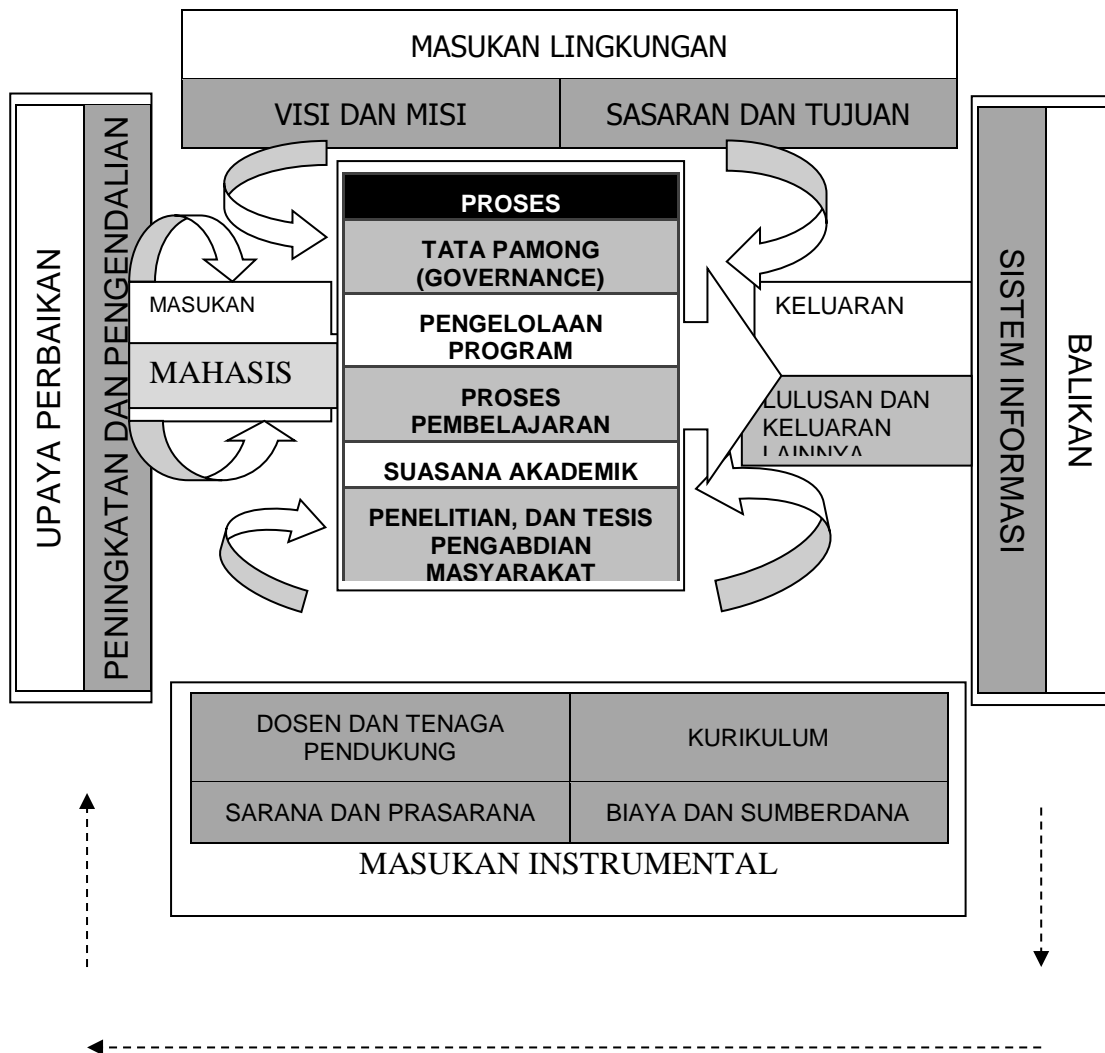 MASUKAN LINGKUNGAN
VISI DAN MISI
SASARAN DAN TUJUAN
UPAYA PERBAIKAN
PENINGKATAN DAN PENGENDALIAN
MASUKAN
MAHASIS
PROSES
TATA PAMONG
(GOVERNANCE)
PENGELOLAAN
PROGRAM
PROSES
PEMBELAJARAN
SUASANA AKADEMIK
PENELITIAN, DAN TESIS
PENGABDIAN
MASYARAKAT
KELUARAN
LULUSAN DAN
KELUARAN
LAINNYA
SISTEM INFORMASI
BALIKAN
DOSEN DAN TENAGA
PENDUKUNG
KURIKULUM
SARANA DAN PRASARANA
BIAYA DAN SUMBERDANA
MASUKAN INSTRUMENTAL